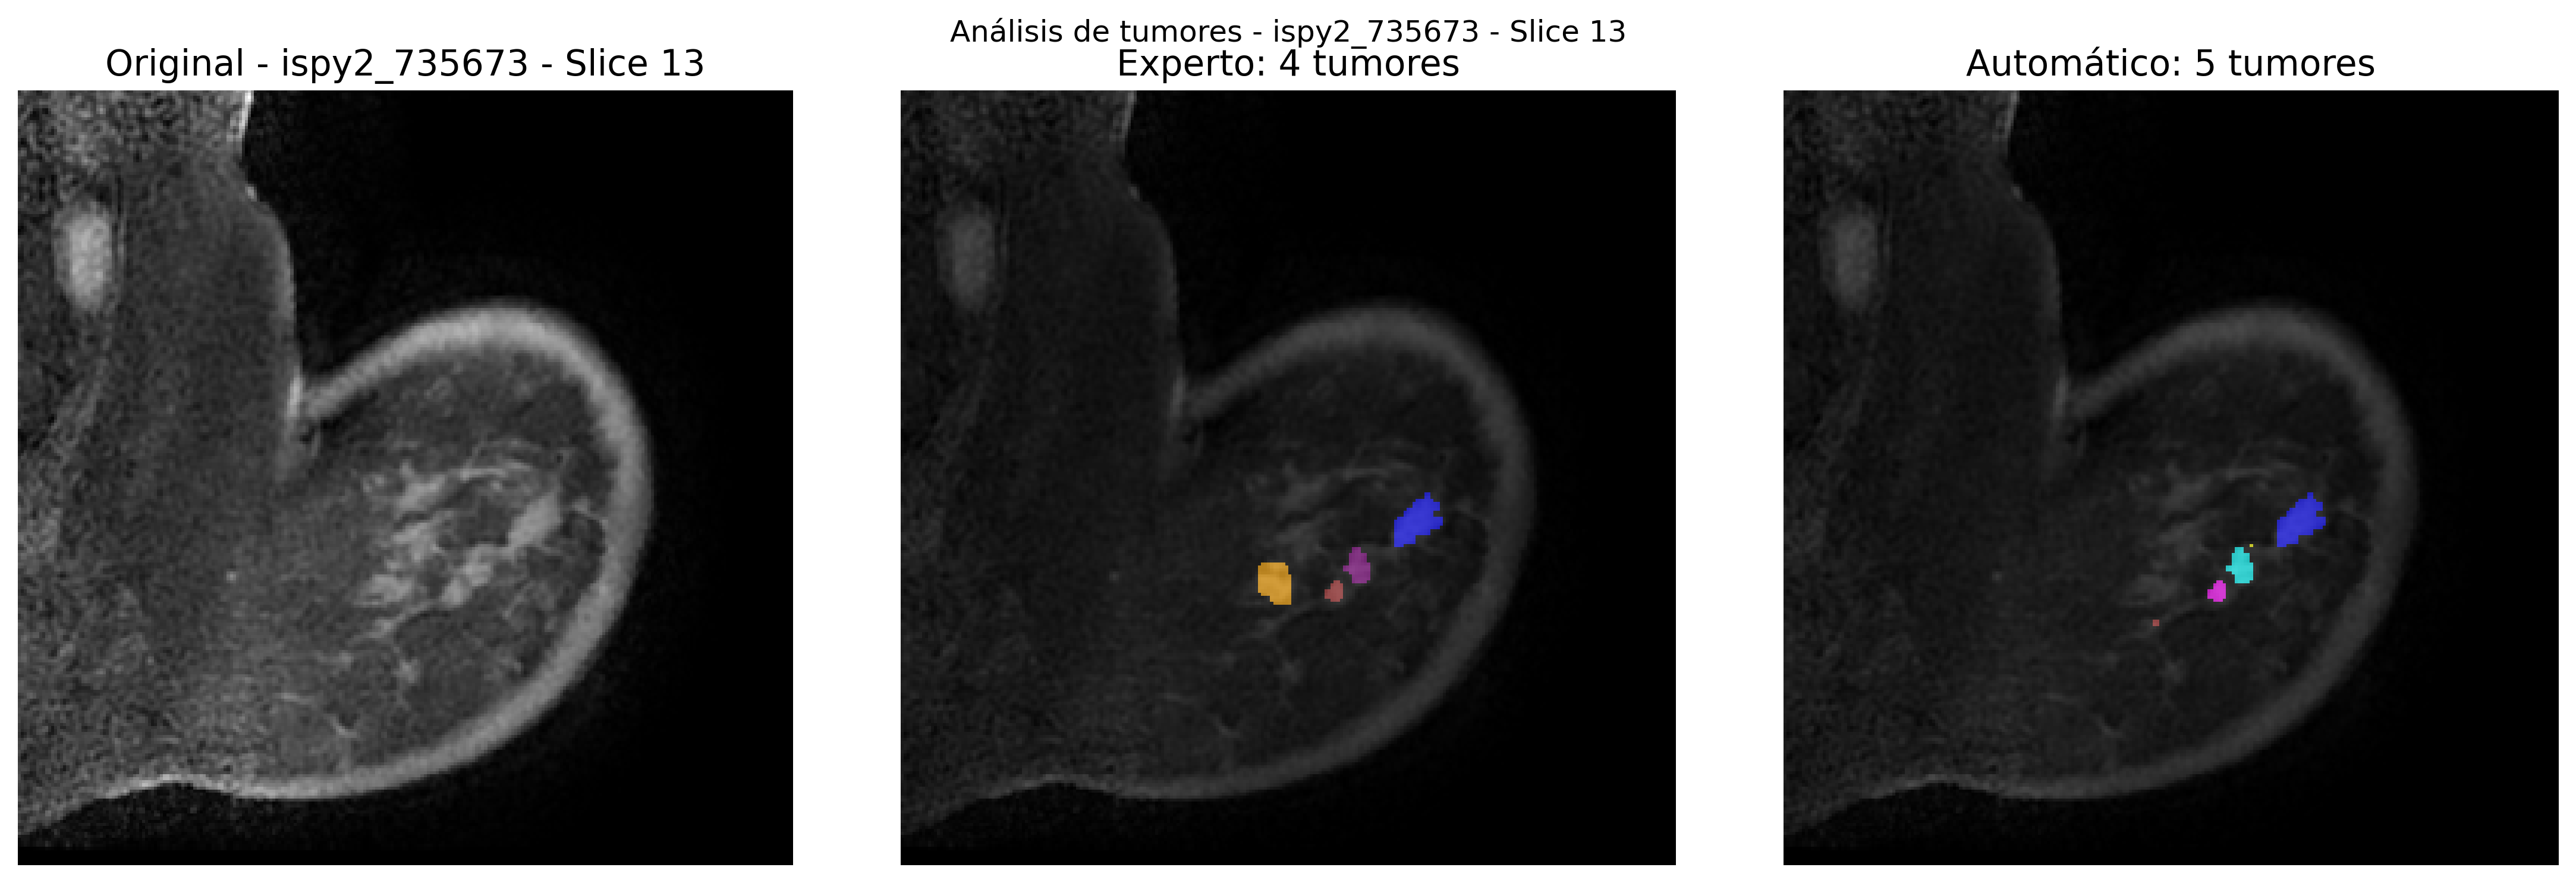 Análisis de tumores - ispy2_735673 - Slice 13
Original - ispy2_735673 - Slice 13
Experto: 4 tumores
Automático: 5 tumores